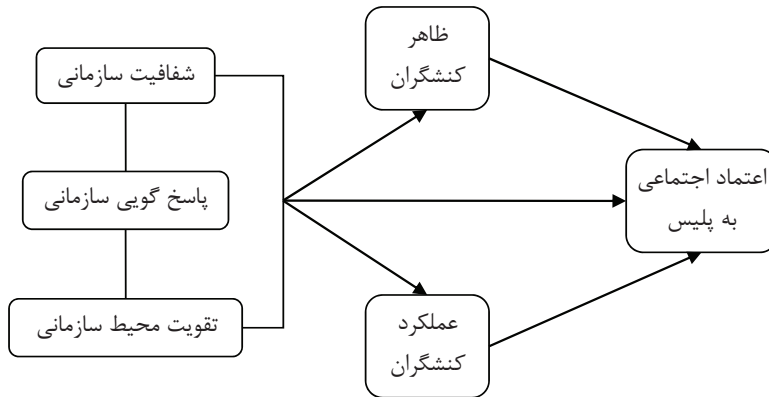 ظاهر
کنشگران
شفافیت سازمانی
پاسخ گویی سازمانی
اعتماد اجتماعی
به پلیس
تقویت محیط سازمانی
عملکرد
کنشگران